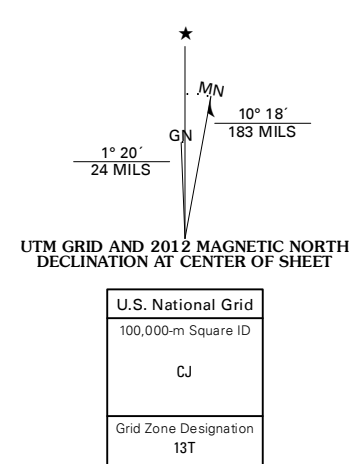 ★
MN
10° 18´
183 MILS
GN
1° 20´
24 MILS
UTM GRID AND 2012 MAGNETIC NORTH
DECLINATION AT CENTER OF SHEET
U.S. National Grid
100,000-m Square ID
CJ
Grid Zone Designation
13T